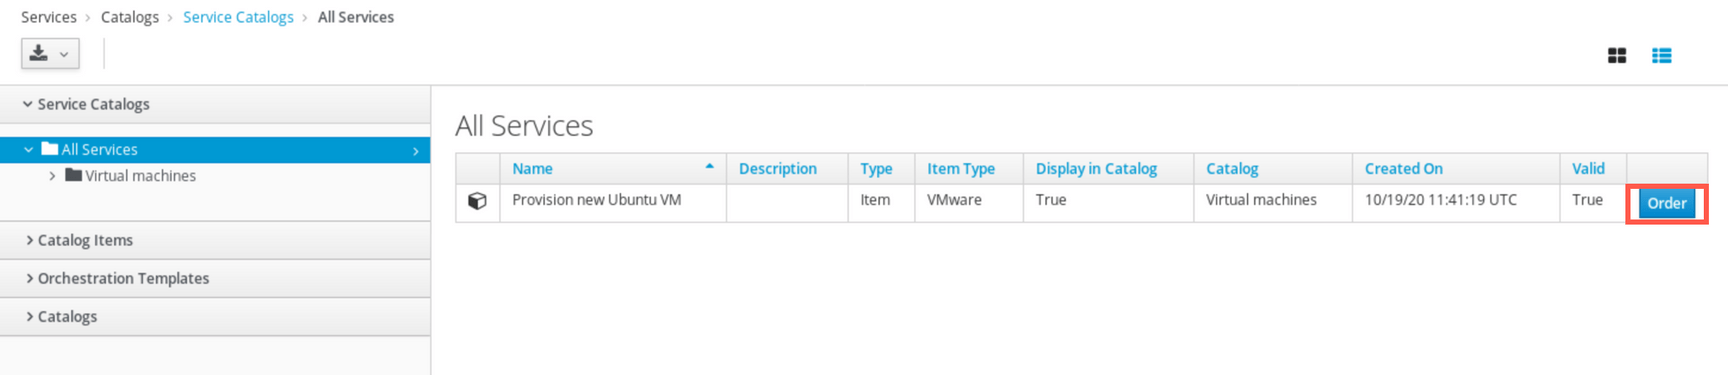 Services > Catalogs > Service Catalogs > All Services
Service Catalogs
All Services
Virtual machines
Catalog Items
Orchestration Templates
Catalogs
All Services
Name Description Type Item Type Display in Catalog Catalog Created On Valid
Provision new Ubuntu VM Item VMware True Virtual machines 10/19/20 11:41:19 UTC True Order